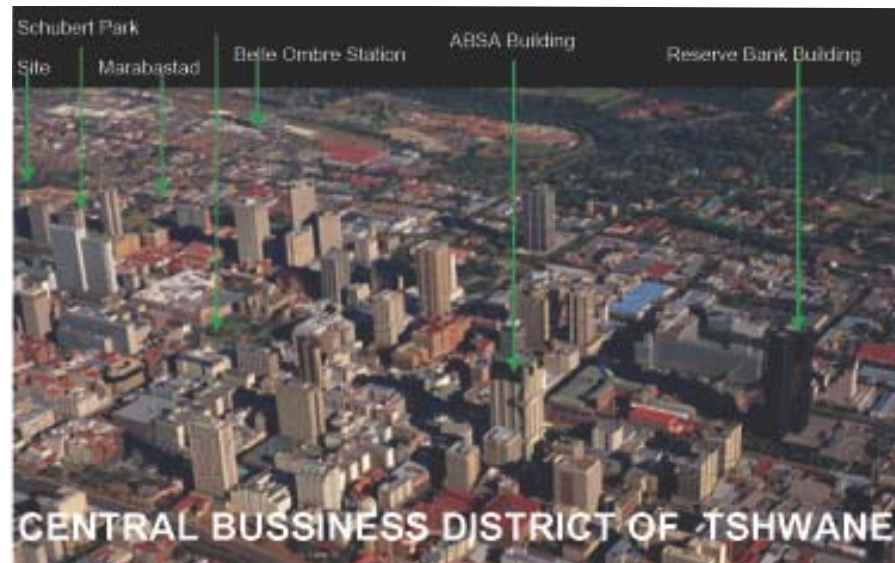 Schubert Park
Site
Marabastad
Belle Ombre Station
ABSA Building
Reserve Bank Building
CENTRAL BUSSINESS DISTRICT OF TSHWANE